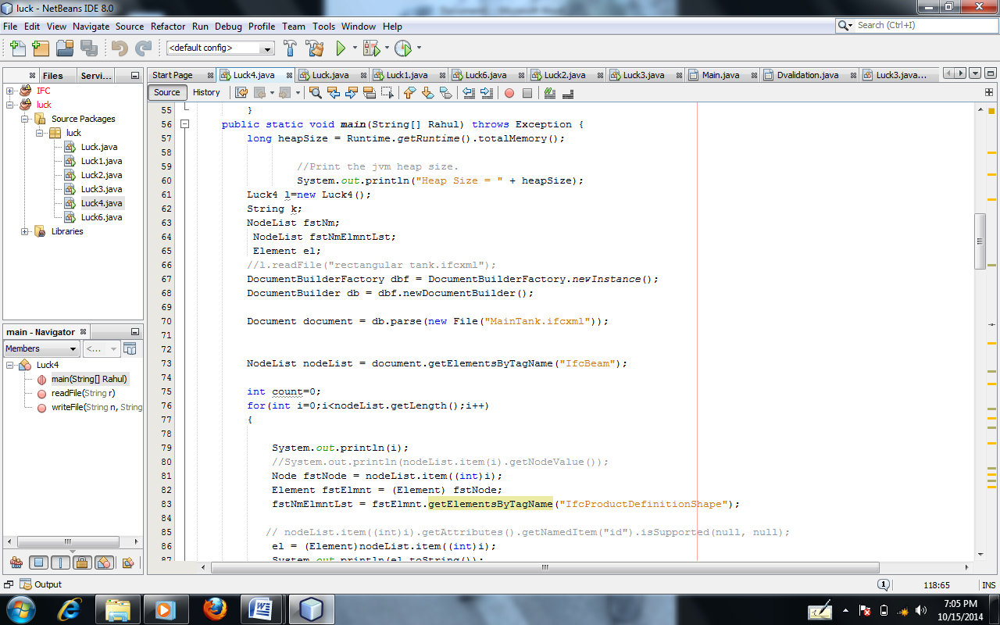 luck - NetBeans IDE 8.0
File Edit View Navigate Source Refactor Run Debug Profile Team Tools Window Help
Search (Ctrl+I)
<default config>
Files Servi...
Start Page Luck4.java Luck.java Luck1.java Luck6.java Luck2.java Luck3.java Main.java Dvalidation.java Luck3.java...
IFC
luck
Source Packages
luck
Luck.java
Luck1.java
Luck2.java
Luck3.java
Luck4.java
Luck6.java
Libraries
main - Navigator
Members <...
Luck4
main(String[] Rahul)
readFile(String r)
writeFile(String n, String
Source History
55 }
56 public static void main(String[] Rahul) throws Exception {
57 long heapSize = Runtime.getRuntime().totalMemory();
58
59 //Print the jvm heap size.
60 System.out.println("Heap Size = " + heapSize);
61 Luck4 l=new Luck4();
62 String k;
63 NodeList fstNm;
64 NodeList fstNmElmntLst;
65 Element el;
66 //l.readFile("rectangular tank.ifcxml");
67 DocumentBuilderFactory dbf = DocumentBuilderFactory.newInstance();
68 DocumentBuilder db = dbf.newDocumentBuilder();
69
70 Document document = db.parse(new File("MainTank.ifcxml"));
71
72
73 NodeList nodeList = document.getElementsByTagName("IfcBeam");
74
75 int count=0;
76 for(int i=0;i<nodeList.getLength();i++)
77 {
78
79 System.out.println(i);
80 //System.out.println(nodeList.item(i).getNodeValue());
81 Node fstNode = nodeList.item((int)i);
82 Element fstElmnt = (Element) fstNode;
83 fstNmElmntLst = fstElmnt.getElementsByTagName("IfcProductDefinitionShape");
84
85 // nodeList.item((int)i).getAttributes().getNamedItem("id").isSupported(null, null);
86 el = (Element)nodeList.item((int)i);
87 System.out.println(el.toString());
Output
1 118:65 INS
7:05 PM
10/15/2014